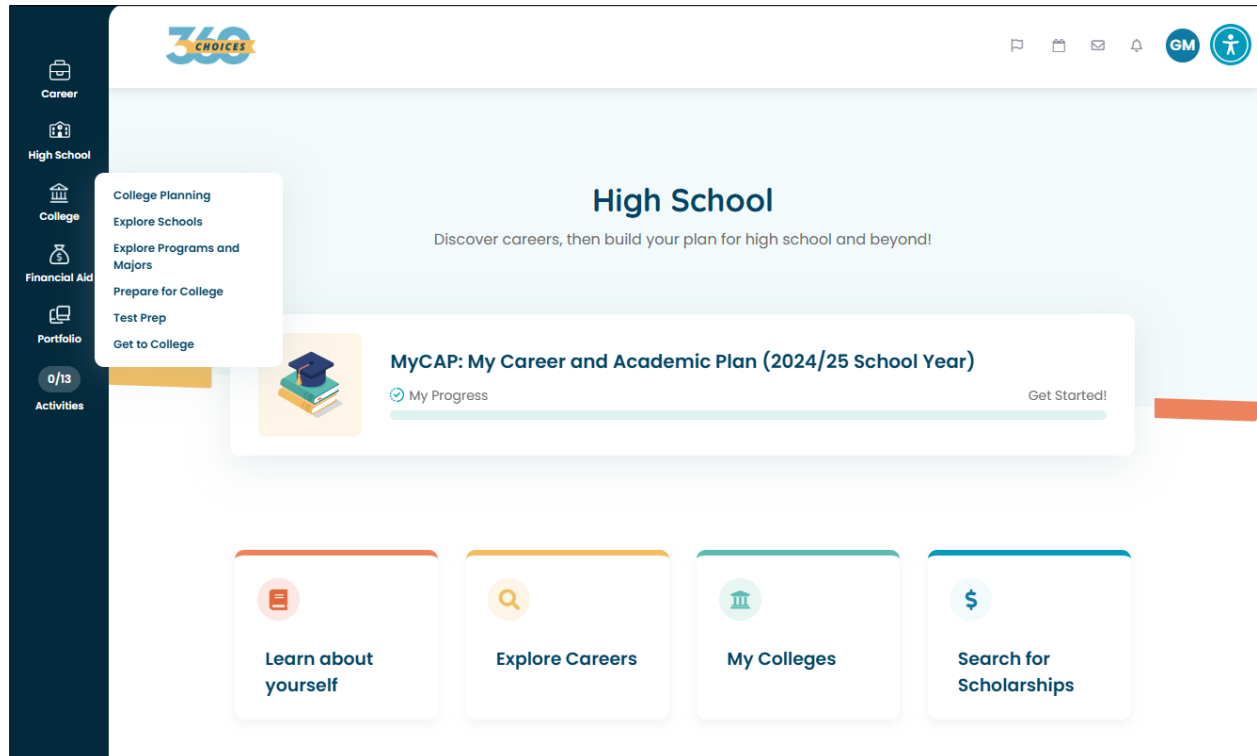 360
CHOICES
GM
Career
High School
College
Financial Aid
Portfolio
0/13
Activities
College Planning
Explore Schools
Explore Programs and
Majors
Prepare for College
Test Prep
Get to College
High School
Discover careers, then build your plan for high school and beyond!
MyCAP: My Career and Academic Plan (2024/25 School Year)
My Progress
Get Started!
Learn about
yourself
Explore Careers
My Colleges
$
Search for
Scholarships